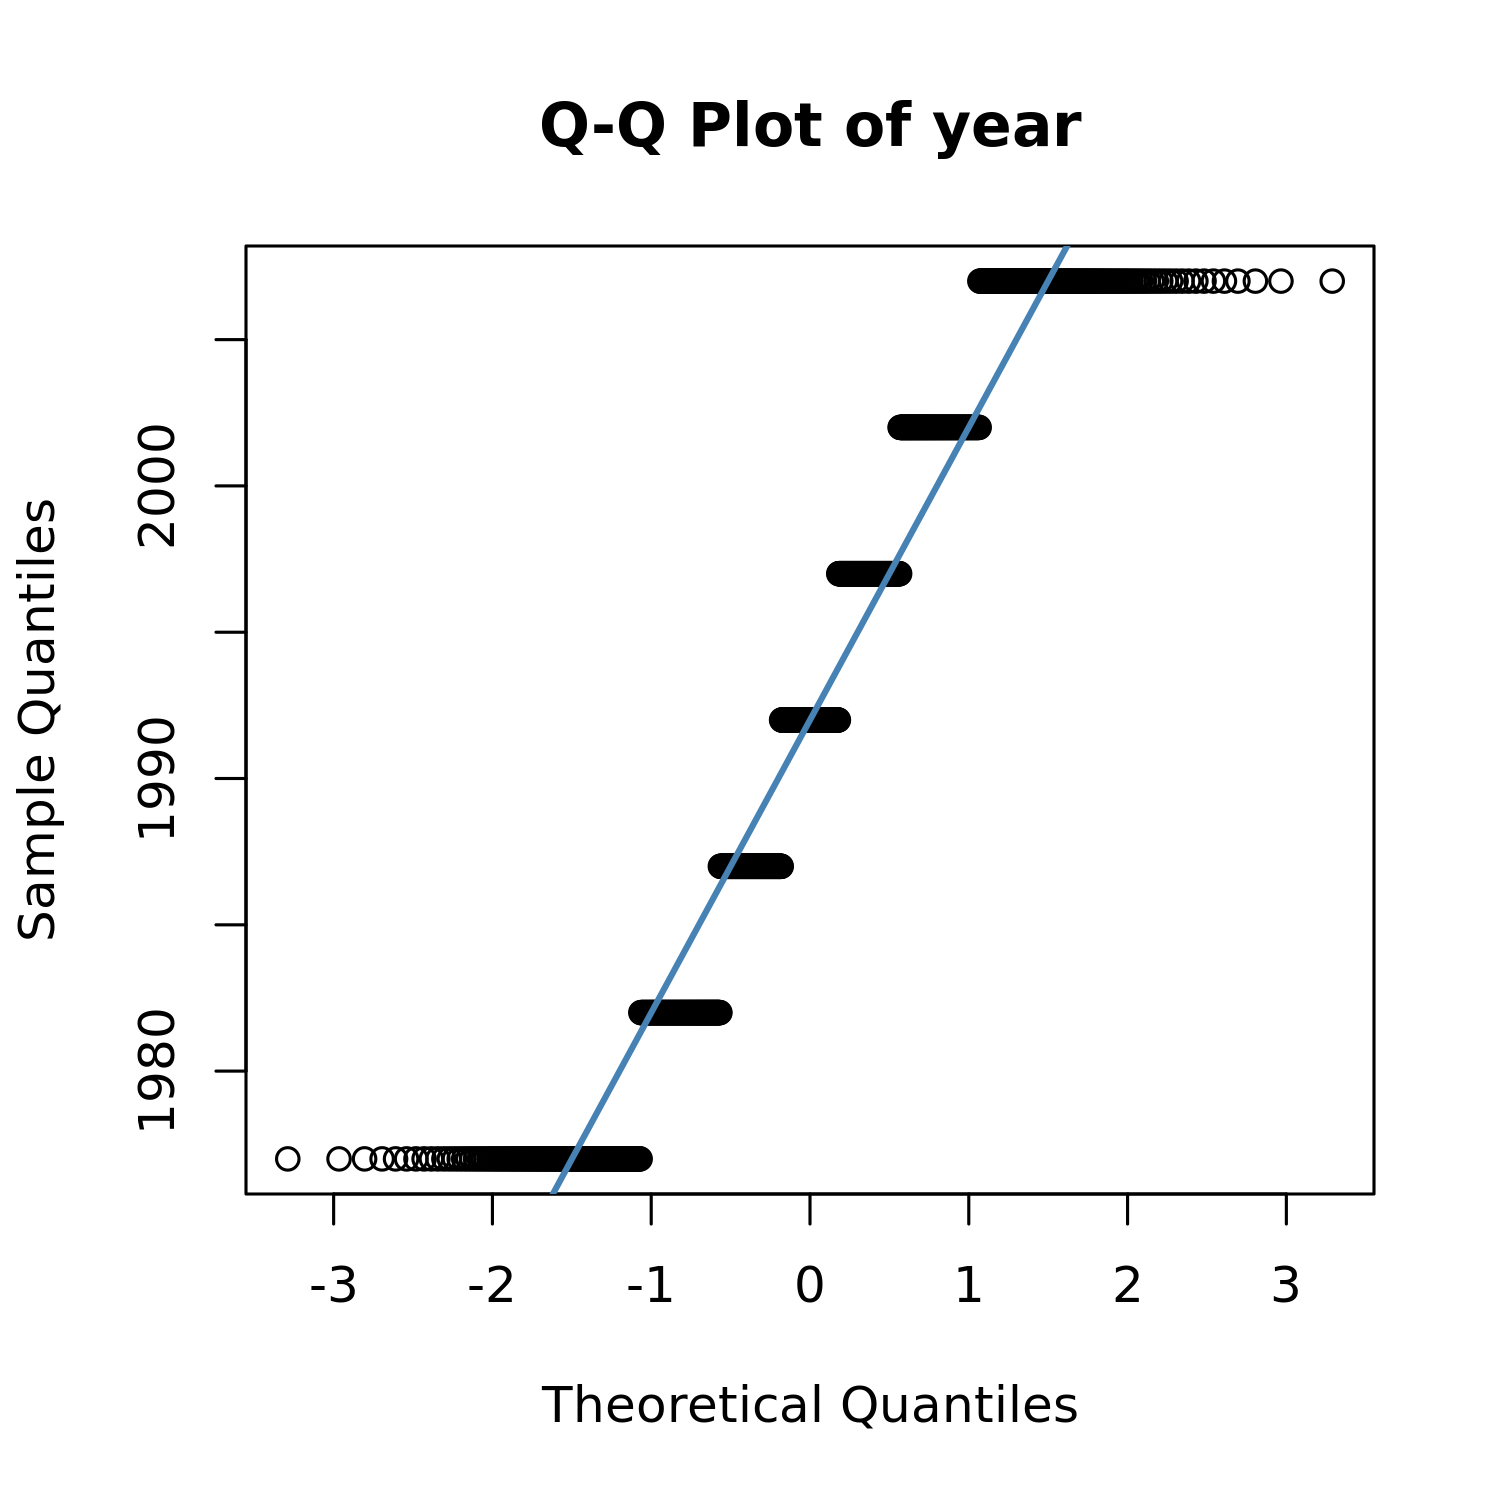 Q-Q Plot of year
Sample Quantiles
2000
1990
1980
-3 -2 -1 0 1 2 3
Theoretical Quantiles